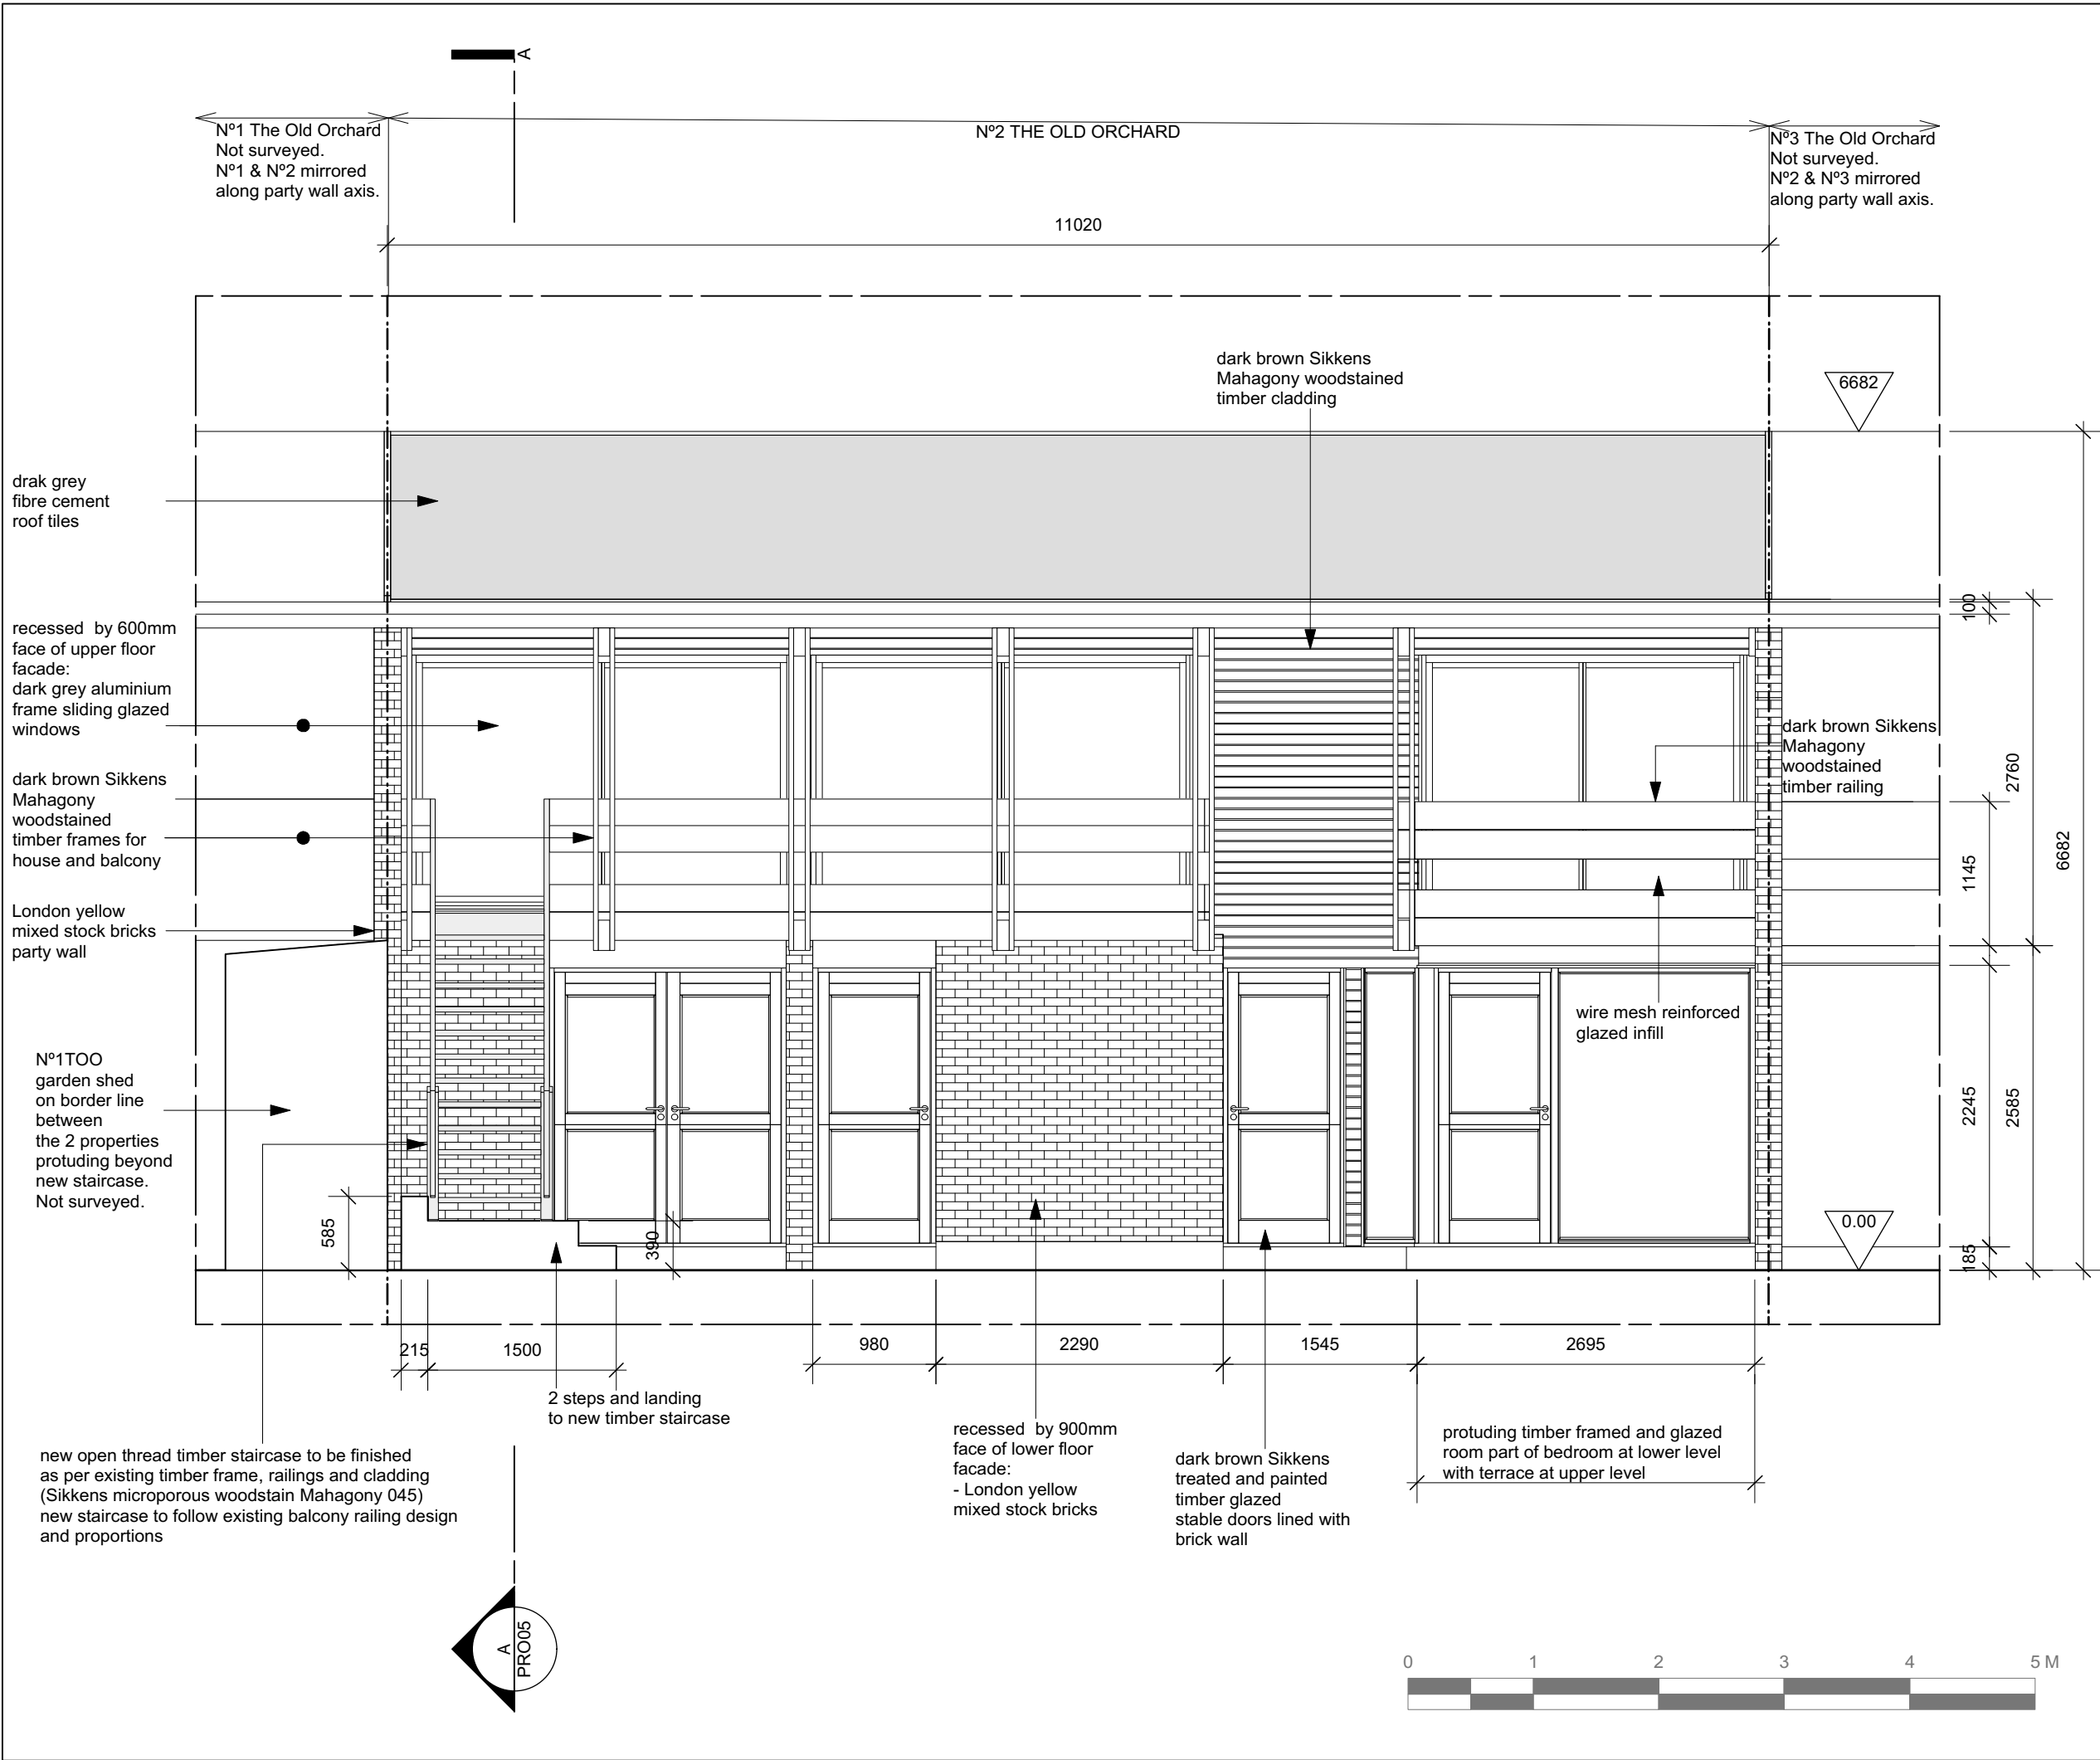 A
Nº1 The Old Orchard
Not surveyed.
Nº1 & Nº2 mirrored
along party wall axis.
Nº2 THE OLD ORCHARD
Nº3 The Old Orchard
Not surveyed.
Nº2 & Nº3 mirrored
along party wall axis.
11020
dark brown Sikkens
Mahagony woodstained
timber cladding
6682
drak grey
fibre cement
roof tiles
100
recessed by 600mm
face of upper floor
facade:
dark grey aluminium
frame sliding glazed
windows
dark brown Sikkens
Mahagony
woodstained
timber railing
2760
dark brown Sikkens
Mahagony
woodstained
timber frames for
house and balcony
1145
6682
London yellow
mixed stock bricks
party wall
wire mesh reinforced
glazed infill
Nº1TOO
garden shed
on border line
between
the 2 properties
protuding beyond
new staircase.
Not surveyed.
2245
2585
585
390
0.00
185
215
1500
980
2290
1545
2695
2 steps and landing
to new timber staircase
recessed by 900mm
face of lower floor
facade:
- London yellow
mixed stock bricks
dark brown Sikkens
treated and painted
timber glazed
stable doors lined with
brick wall
protuding timber framed and glazed
room part of bedroom at lower level
with terrace at upper level
new open thread timber staircase to be finished
as per existing timber frame, railings and cladding
(Sikkens microporous woodstain Mahagony 045)
new staircase to follow existing balcony railing design
and proportions
A
PRO05
0 1 2 3 4 5 M